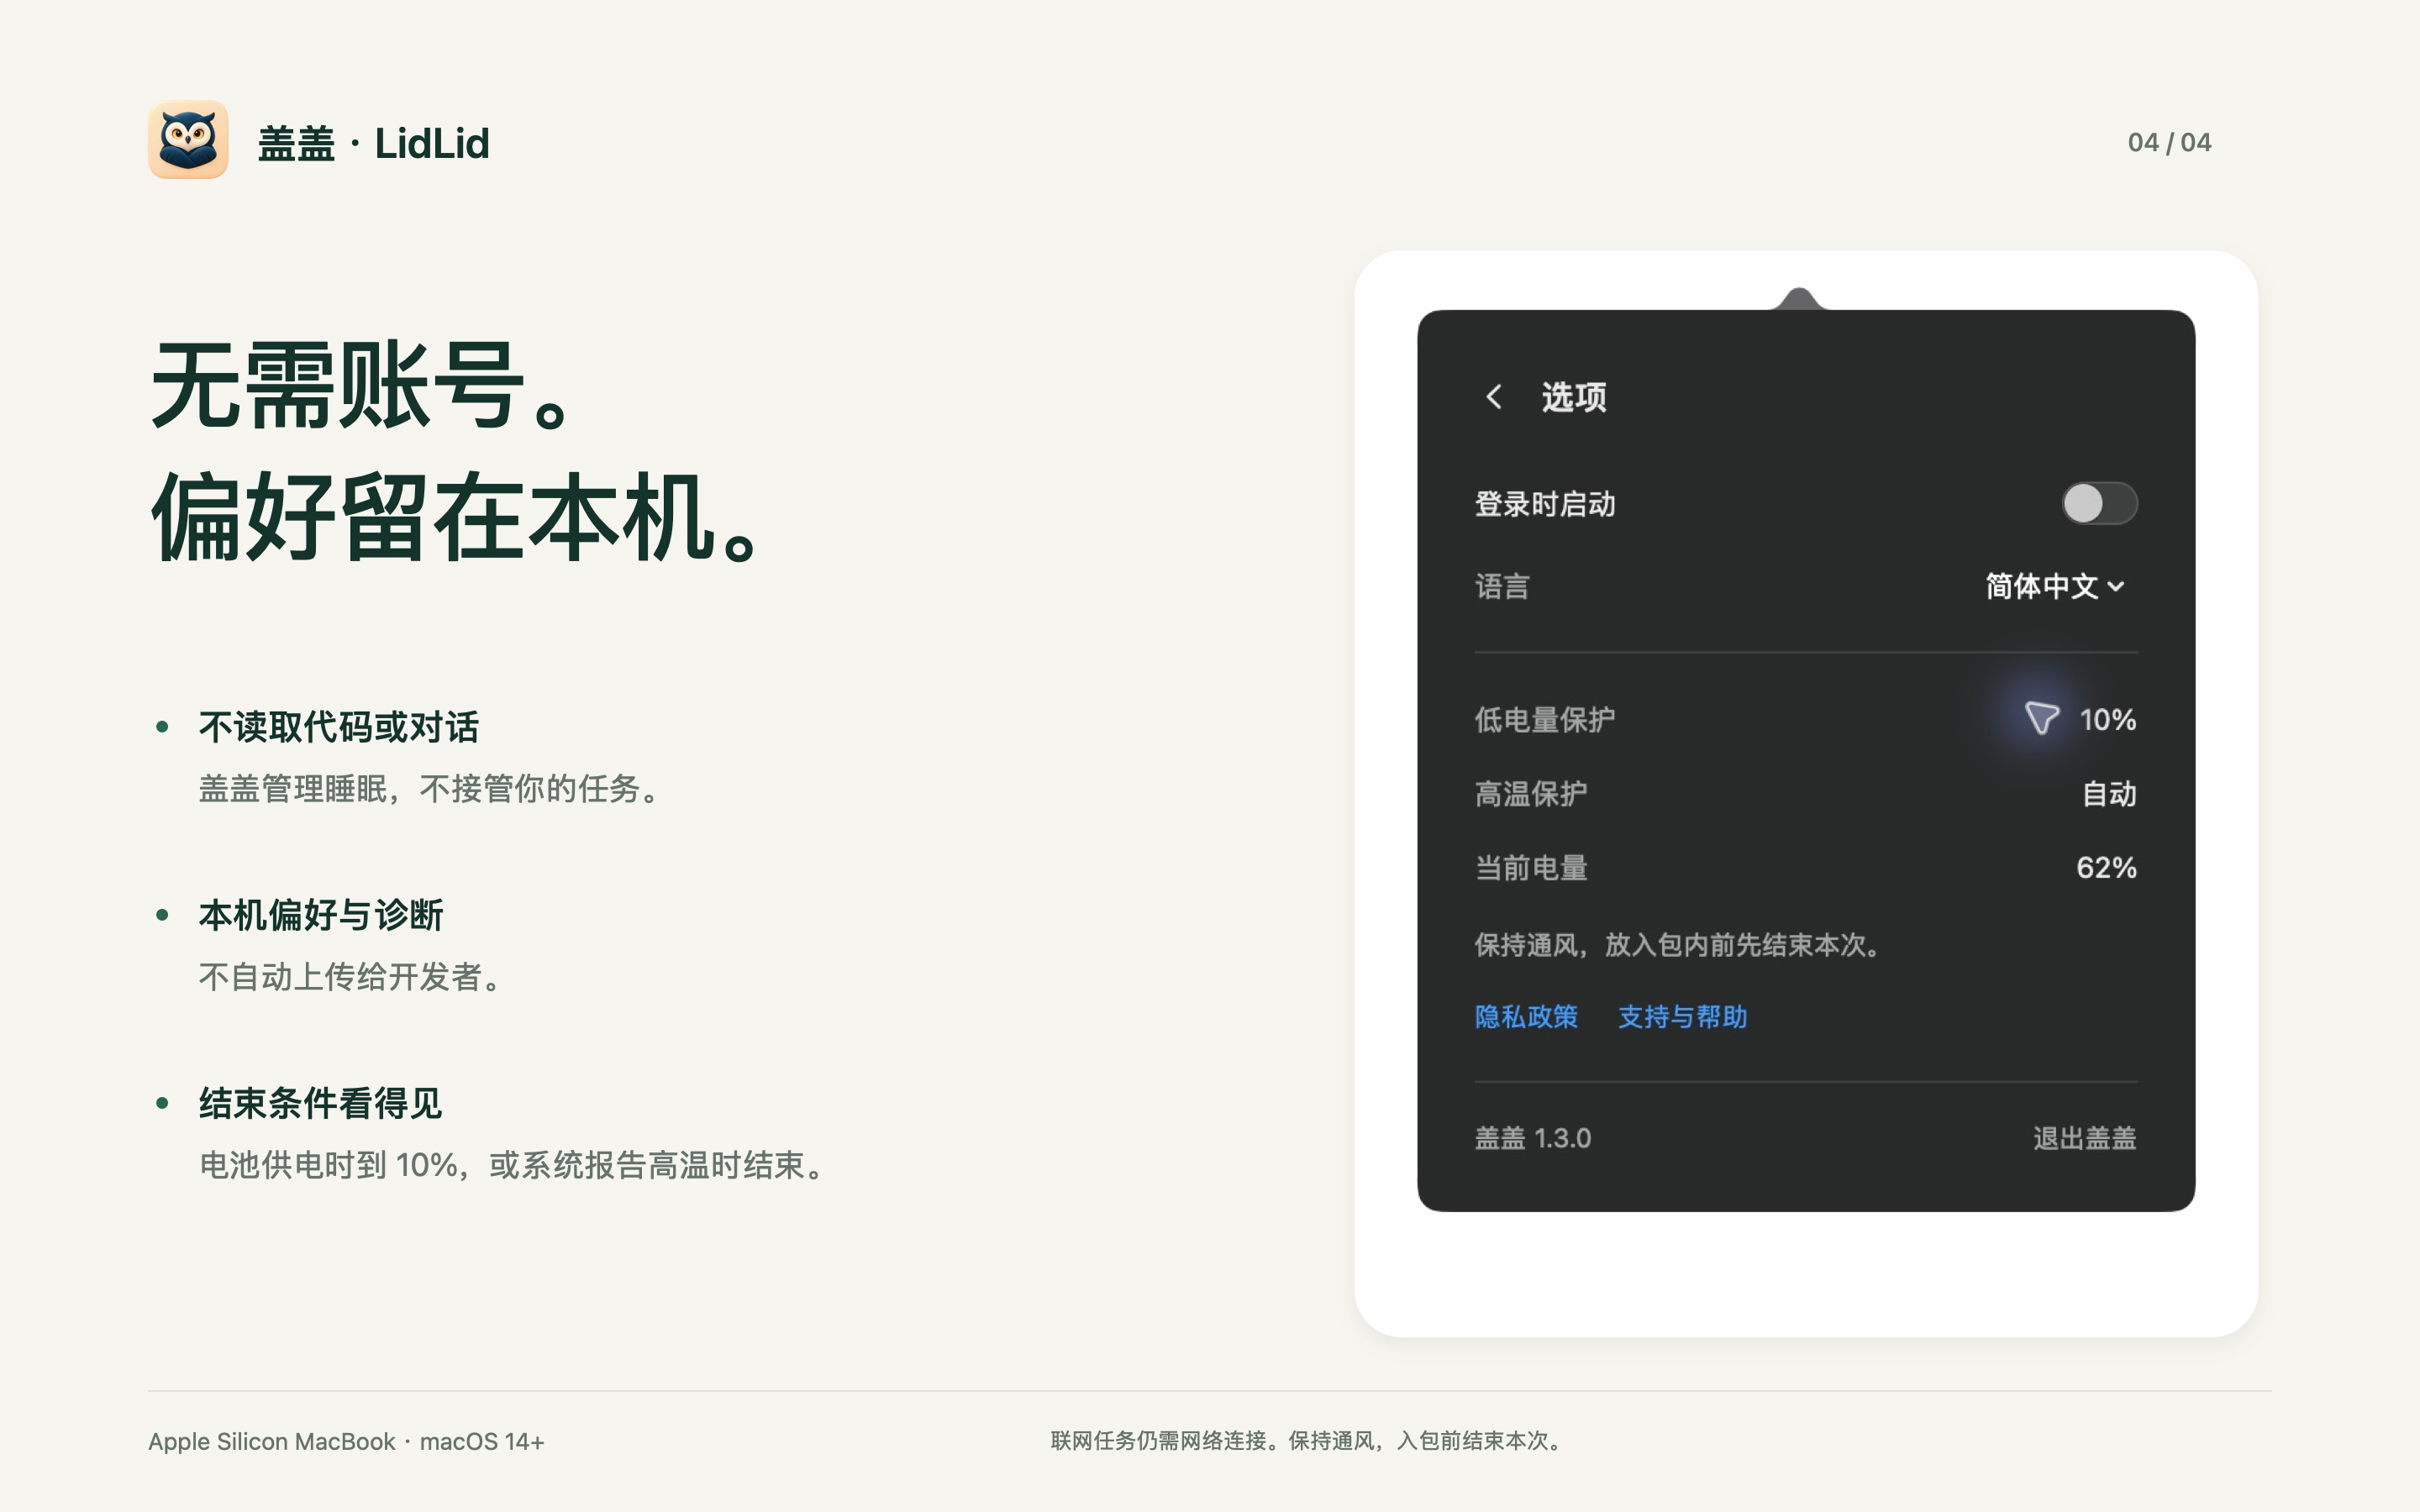 盖盖 · LidLid
04 / 04
无需账号。
偏好留在本机。
不读取代码或对话
盖盖管理睡眠，不接管你的任务。
本机偏好与诊断
不自动上传给开发者。
结束条件看得见
电池供电时到 10%，或系统报告高温时结束。
选项
登录时启动
语言 简体中文
低电量保护 10%
高温保护 自动
当前电量 62%
保持通风，放入包内前先结束本次。
隐私政策 支持与帮助
盖盖 1.3.0 退出盖盖
Apple Silicon MacBook · macOS 14+
联网任务仍需网络连接。保持通风，入包前结束本次。